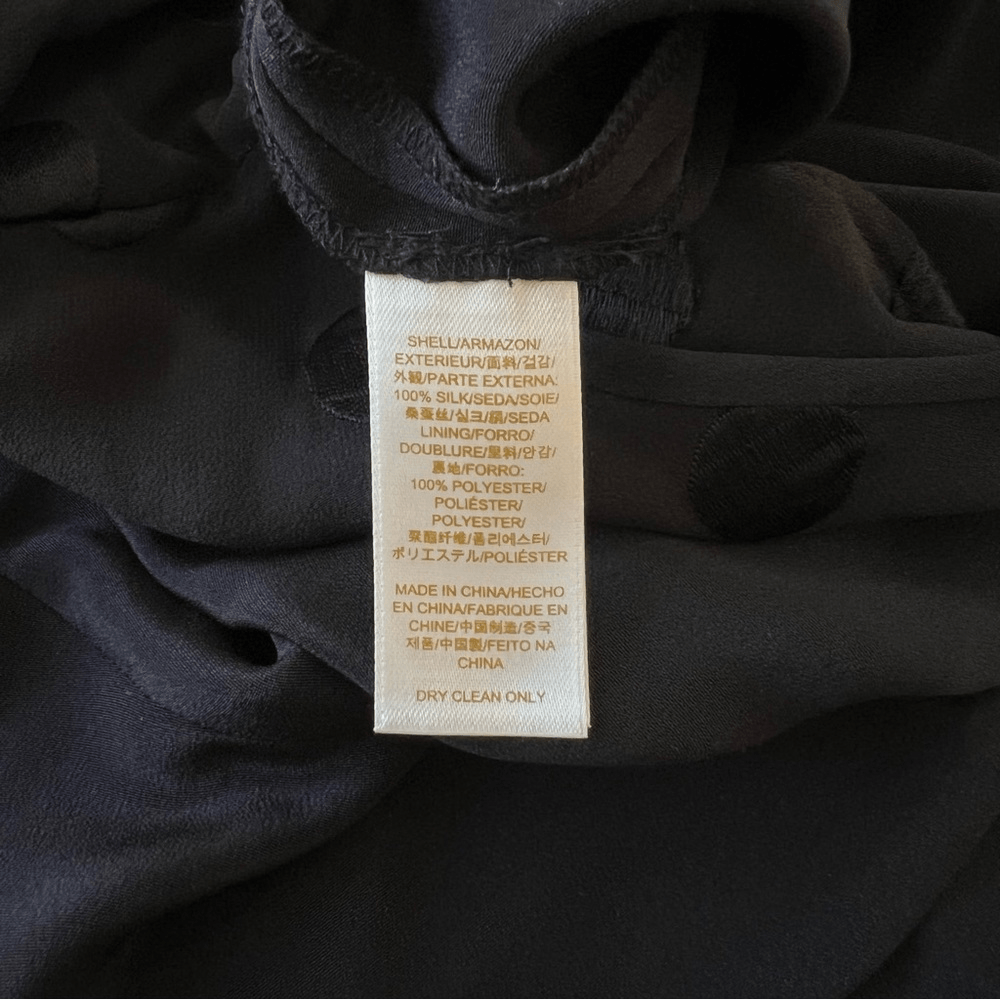 SHELL/ARMAZON/
EXTERIEUR/面料/겉감/
外観/PARTE EXTERNA:
100% SILK/SEDA/SOIE/
桑蚕丝/실크/絹/SEDA
LINING/FORRO/
DOUBLURE/里料/안감/
裏地/FORRO:
100% POLYESTER/
POLIÉSTER/
POLYESTER/
聚酯纤维/폴리에스터/
ポリエステル/POLIÉSTER
MADE IN CHINA/HECHO
EN CHINA/FABRIQUE EN
CHINE/中国制造/중국
제품/中国製/FEITO NA
CHINA
DRY CLEAN ONLY